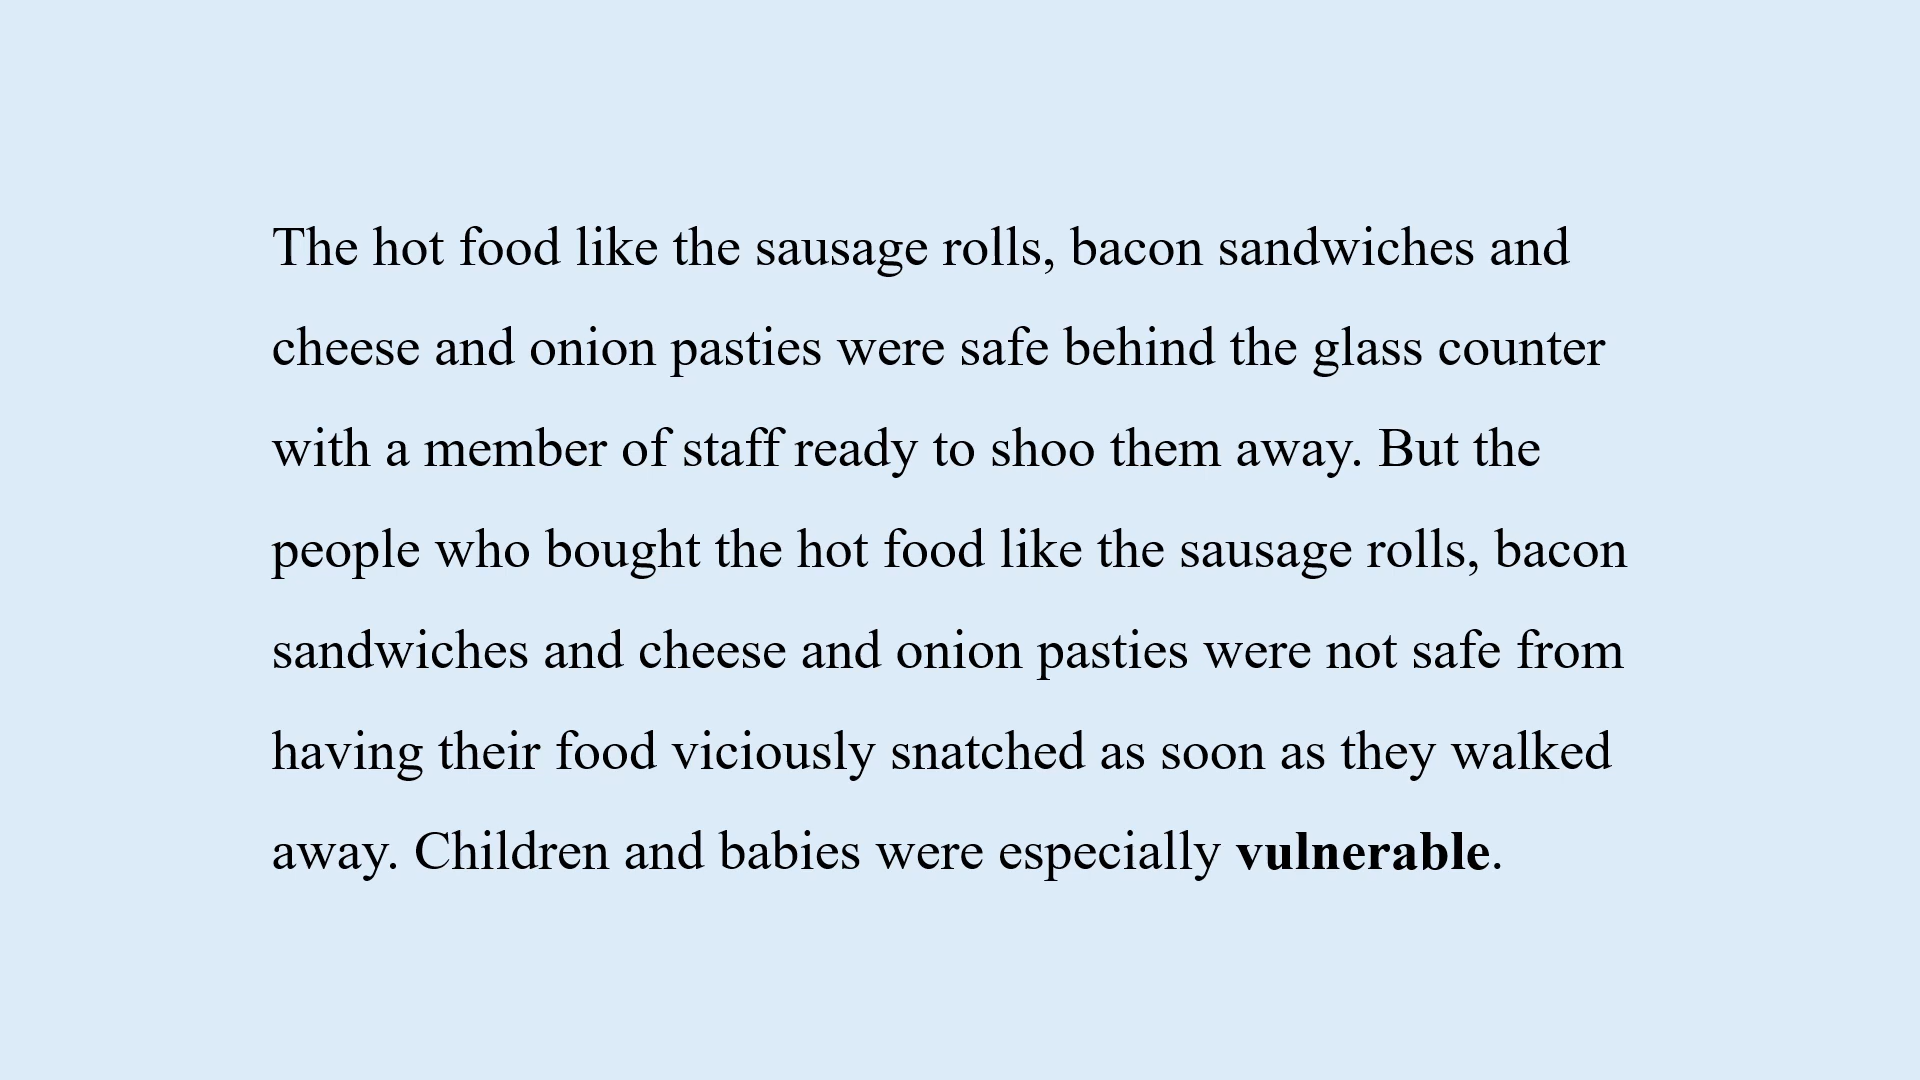 The hot food like the sausage rolls, bacon sandwiches and
cheese and onion pasties were safe behind the glass counter
with a member of staff ready to shoo them away. But the
people who bought the hot food like the sausage rolls, bacon
sandwiches and cheese and onion pasties were not safe from
having their food viciously snatched as soon as they walked
away. Children and babies were especially vulnerable.